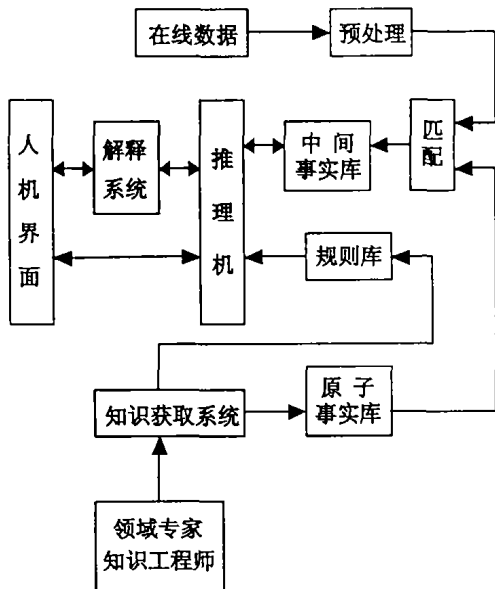 在线数据
预处理
人机界面
解释
系统
推理机
中间
事实库
匹配
规则库
知识获取系统
原子
事实库
领域专家
知识工程师